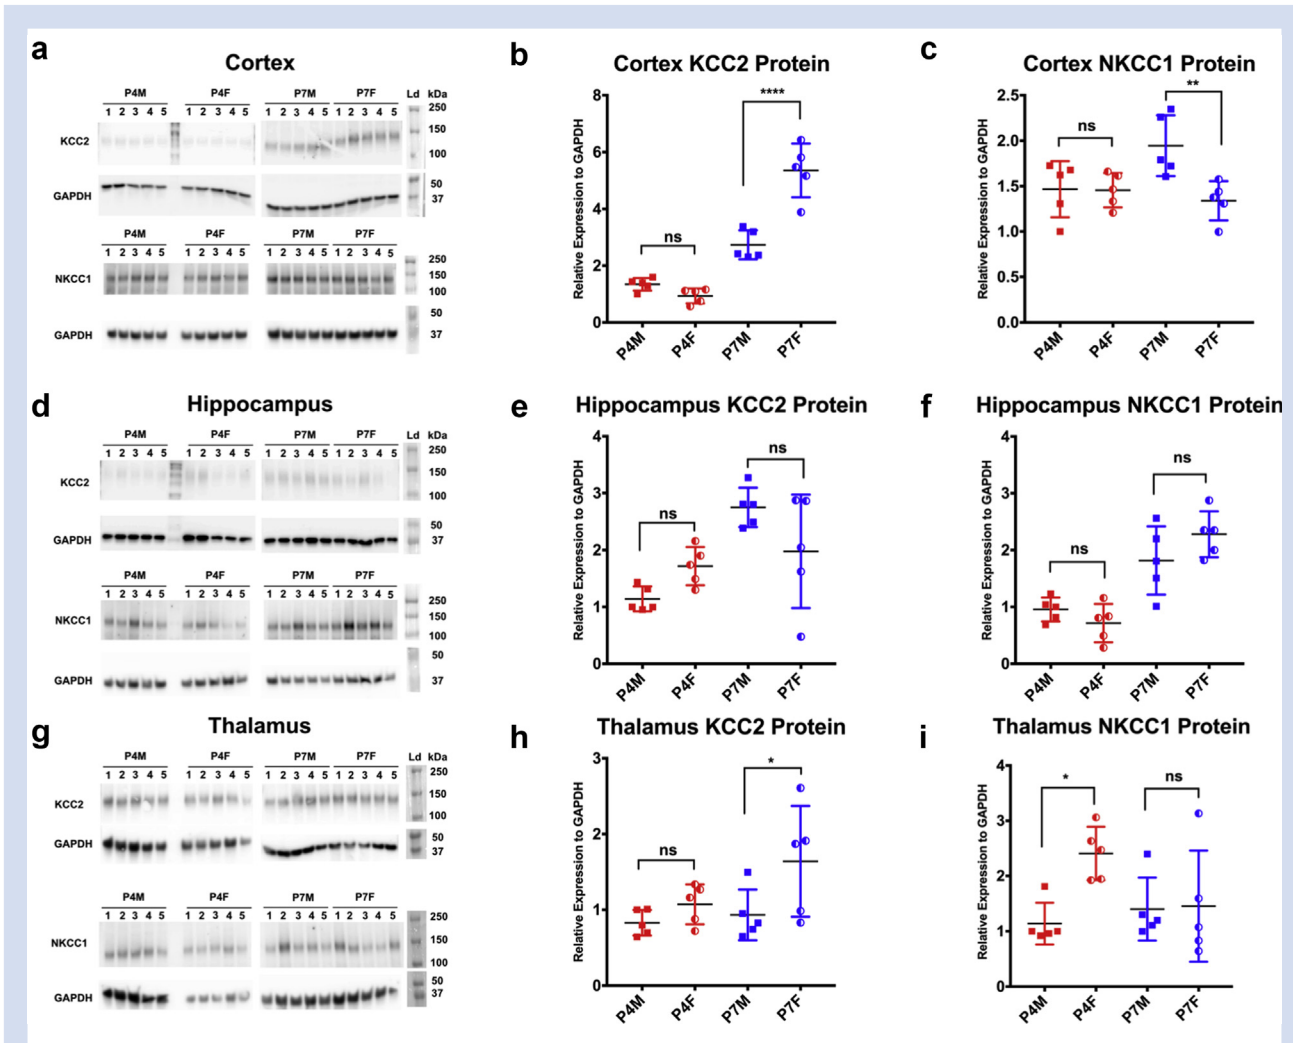 a
Cortex
P4M P4F P7M P7F Ld kDa
1 2 3 4 5 1 2 3 4 5 1 2 3 4 5 1 2 3 4 5
KCC2
250
150
100
GAPDH
50
37
P4M P4F P7M P7F
1 2 3 4 5 1 2 3 4 5 1 2 3 4 5 1 2 3 4 5
NKCC1
250
150
100
GAPDH
50
37
b
Cortex KCC2 Protein
Relative Expression to GAPDH
8
6
4
2
0
ns
****
P4M P4F P7M P7F
c
Cortex NKCC1 Protein
Relative Expression to GAPDH
2.5
2.0
1.5
1.0
0.5
0.0
ns
**
P4M P4F P7M P7F
d
Hippocampus
P4M P4F P7M P7F Ld kDa
1 2 3 4 5 1 2 3 4 5 1 2 3 4 5 1 2 3 4 5
KCC2
250
150
100
GAPDH
50
37
P4M P4F P7M P7F
1 2 3 4 5 1 2 3 4 5 1 2 3 4 5 1 2 3 4 5
NKCC1
250
150
100
GAPDH
50
37
e
Hippocampus KCC2 Protein
Relative Expression to GAPDH
4
3
2
1
0
ns
ns
P4M P4F P7M P7F
f
Hippocampus NKCC1 Protein
Relative Expression to GAPDH
4
3
2
1
0
ns
ns
P4M P4F P7M P7F
g
Thalamus
P4M P4F P7M P7F Ld kDa
1 2 3 4 5 1 2 3 4 5 1 2 3 4 5 1 2 3 4 5
KCC2
250
150
100
GAPDH
50
37
P4M P4F P7M P7F
1 2 3 4 5 1 2 3 4 5 1 2 3 4 5 1 2 3 4 5
NKCC1
250
150
100
GAPDH
50
37
h
Thalamus KCC2 Protein
Relative Expression to GAPDH
3
2
1
0
ns
*
P4M P4F P7M P7F
i
Thalamus NKCC1 Protein
Relative Expression to GAPDH
4
3
2
1
0
*
ns
P4M P4F P7M P7F